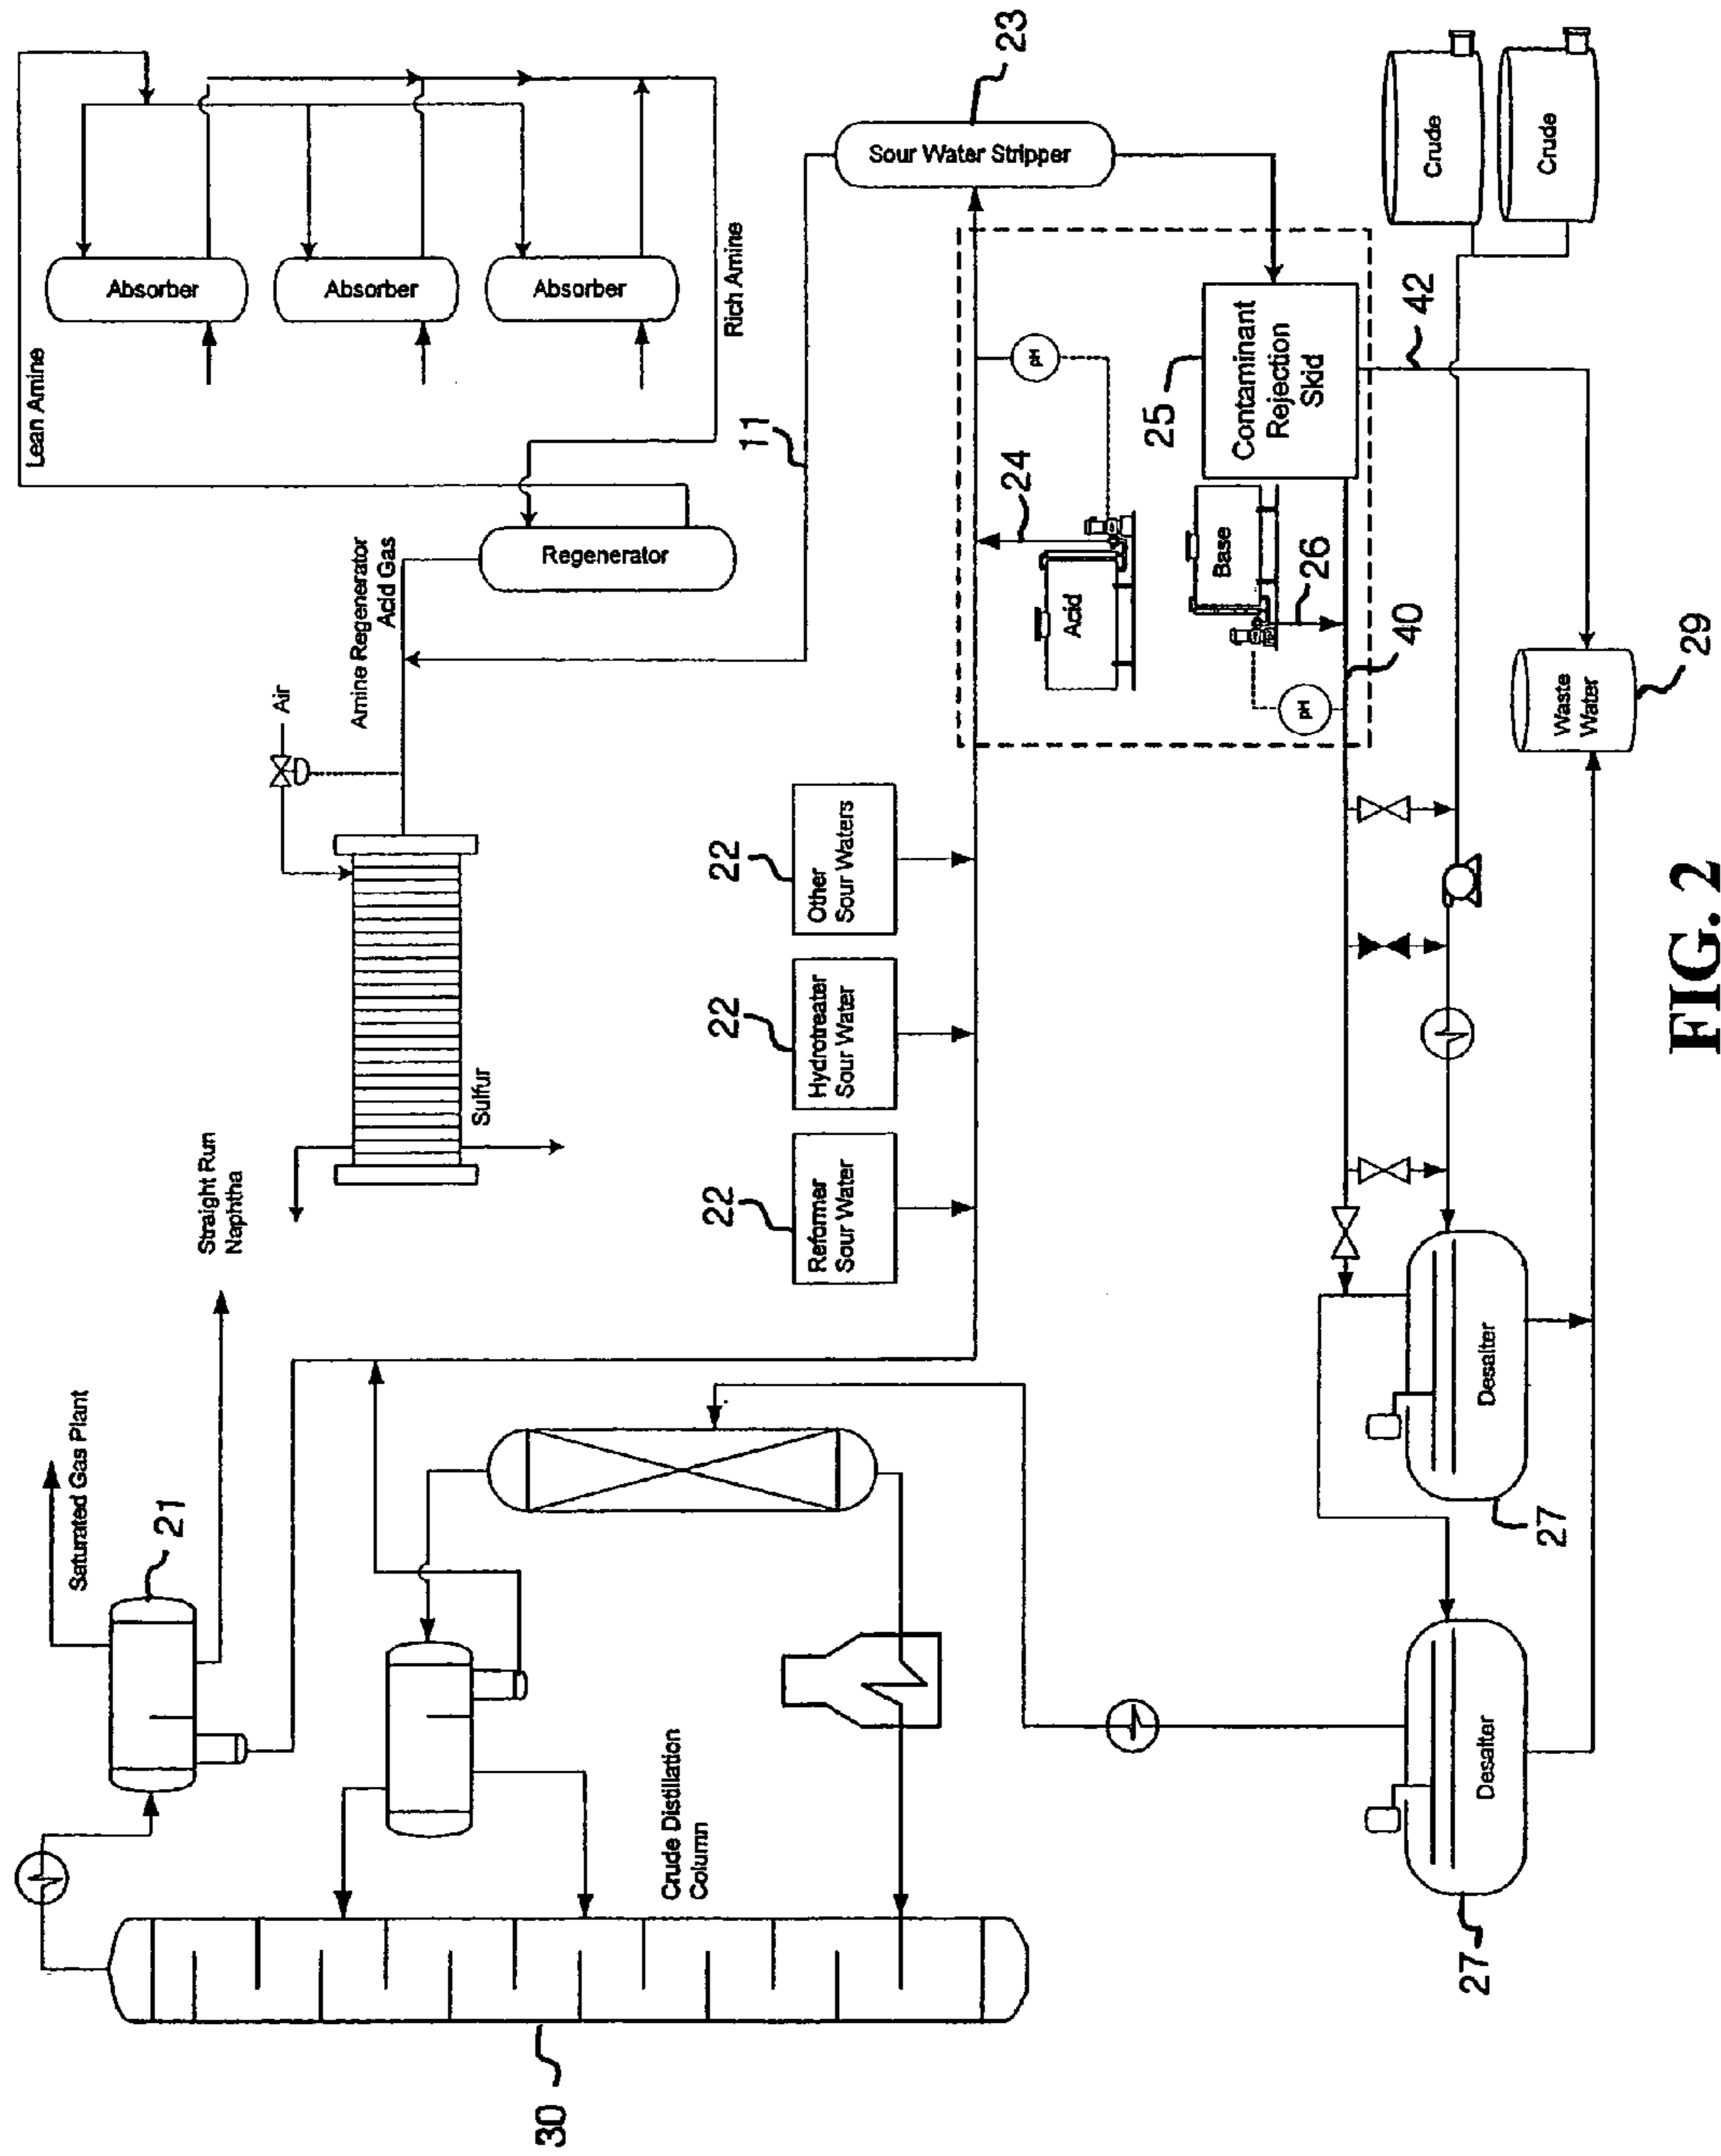 Saturated Gas Plant
21
Straight Run
Naphtha
Air
Amine Regenerator
Acid Gas
Lean Amine
Absorber
Absorber
Absorber
Rich Amine
Regenerator
Sulfur
11
Crude Distillation
Column
30
22
Reformer
Sour Water
22
Hydrotreater
Sour Water
22
Other
Sour Waters
Sour Water Stripper
23
24
pH
Acid
25
Contaminant
Rejection
Skid
Base
26
pH
40
42
Crude
Crude
Desalter
27
Desalter
27
Waste
Water
29
FIG. 2